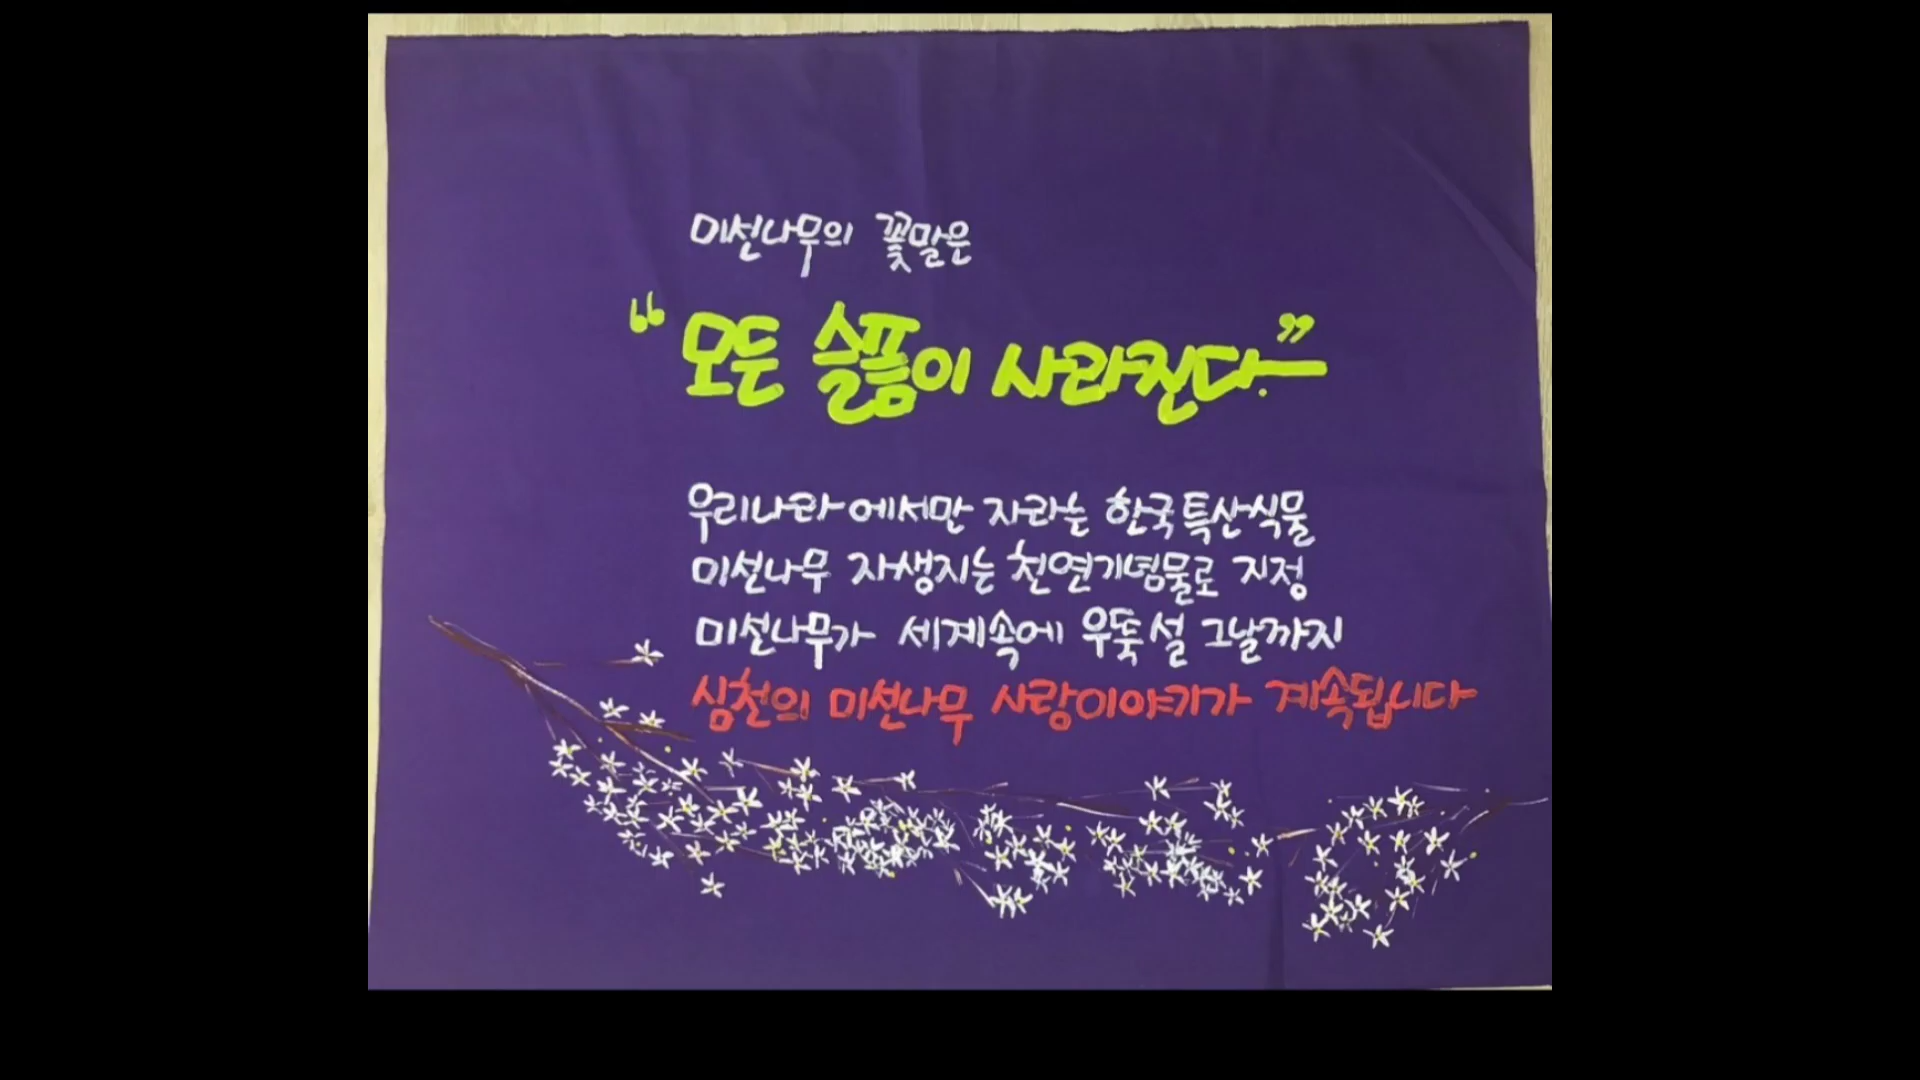 미선나무의 꽃말은
“모든 슬픔이 사라진다.”
우리나라에서만 자라는 한국특산식물
미선나무 자생지는 천연기념물로 지정
미선나무가 세계속에 우뚝 설 그날까지
심천의 미선나무 사랑이야기가 계속됩니다